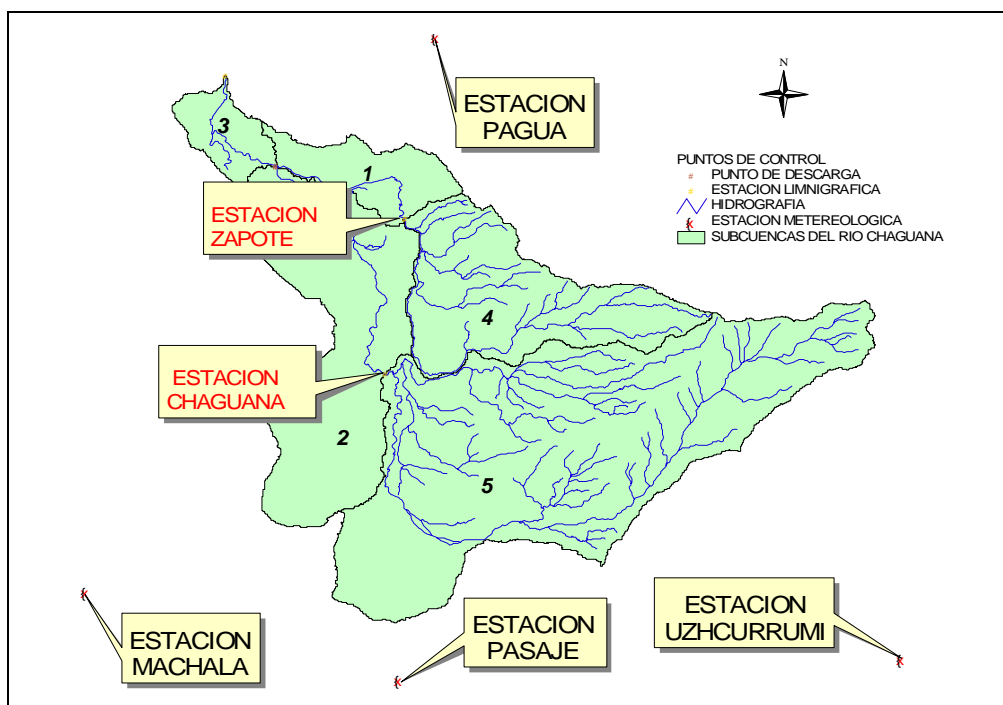 ESTACION
PAGUA
N
PUNTOS DE CONTROL
PUNTO DE DESCARGA
ESTACION LIMNIGRAFICA
HIDROGRAFIA
ESTACION METEREOLOGICA
SUBCUENCAS DEL RIO CHAGUANA
3
1
ESTACION
ZAPOTE
4
ESTACION
CHAGUANA
2
5
ESTACION
MACHALA
ESTACION
PASAJE
ESTACION
UZHCURRUMI